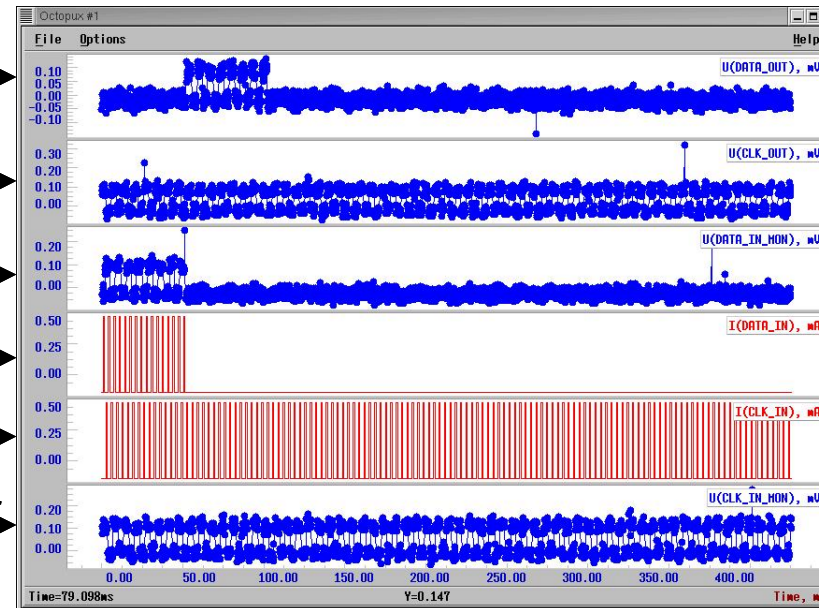 Octopux #1
File Options Help
U(DATA_OUT), mV
0.10
0.05
0.00
-0.05
-0.10
U(CLK_OUT), mV
0.30
0.20
0.10
0.00
U(DATA_IN_MON), mV
0.20
0.10
0.00
I(DATA_IN), mA
0.50
0.25
0.00
I(CLK_IN), mA
0.50
0.25
0.00
U(CLK_IN_MON), mV
0.20
0.10
0.00
0.00 50.00 100.00 150.00 200.00 250.00 300.00 350.00 400.00
Time=79.098ms Y=0.147 Time, m